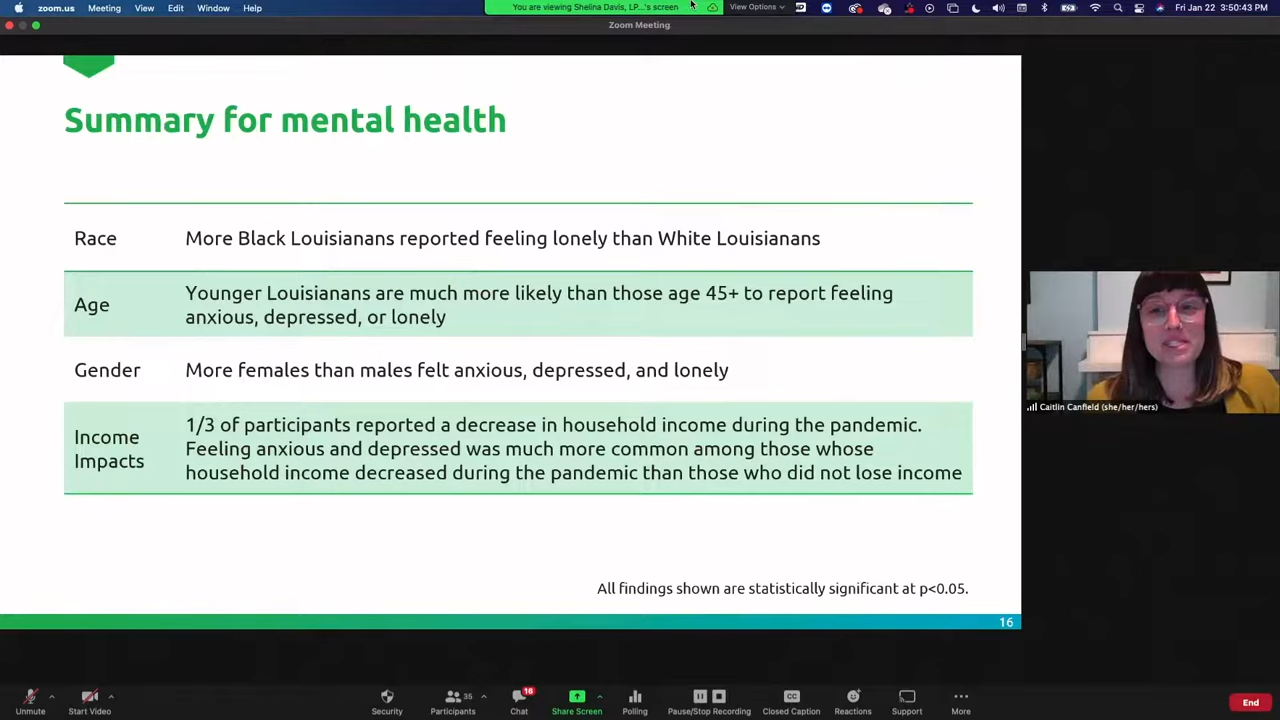 zoom.us Meeting View Edit Window Help
You are viewing Shelina Davis, LP...'s screen
View Options
Fri Jan 22 3:50:43 PM
Zoom Meeting
Summary for mental health
Race
More Black Louisianans reported feeling lonely than White Louisianans
Age
Younger Louisianans are much more likely than those age 45+ to report feeling
anxious, depressed, or lonely
Gender
More females than males felt anxious, depressed, and lonely
Income
Impacts
1/3 of participants reported a decrease in household income during the pandemic.
Feeling anxious and depressed was much more common among those whose
household income decreased during the pandemic than those who did not lose income
All findings shown are statistically significant at p<0.05.
16
Caitlin Canfield (she/her/hers)
35
16
Unmute
Start Video
Security
Participants
Chat
Share Screen
Polling
Pause/Stop Recording
Closed Caption
Reactions
Support
More
End